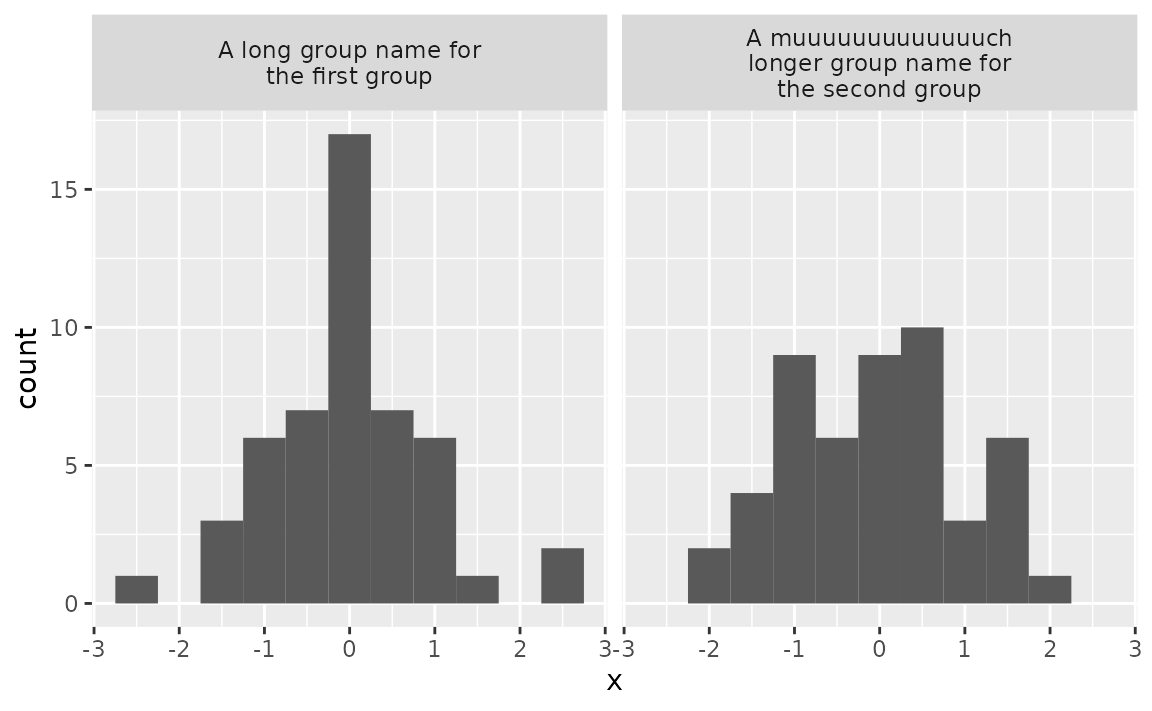 A long group name for
the first group
A muuuuuuuuuuuuuch
longer group name for
the second group
count
15
10
5
0
-3 -2 -1 0 1 2 3
-3 -2 -1 0 1 2 3
x